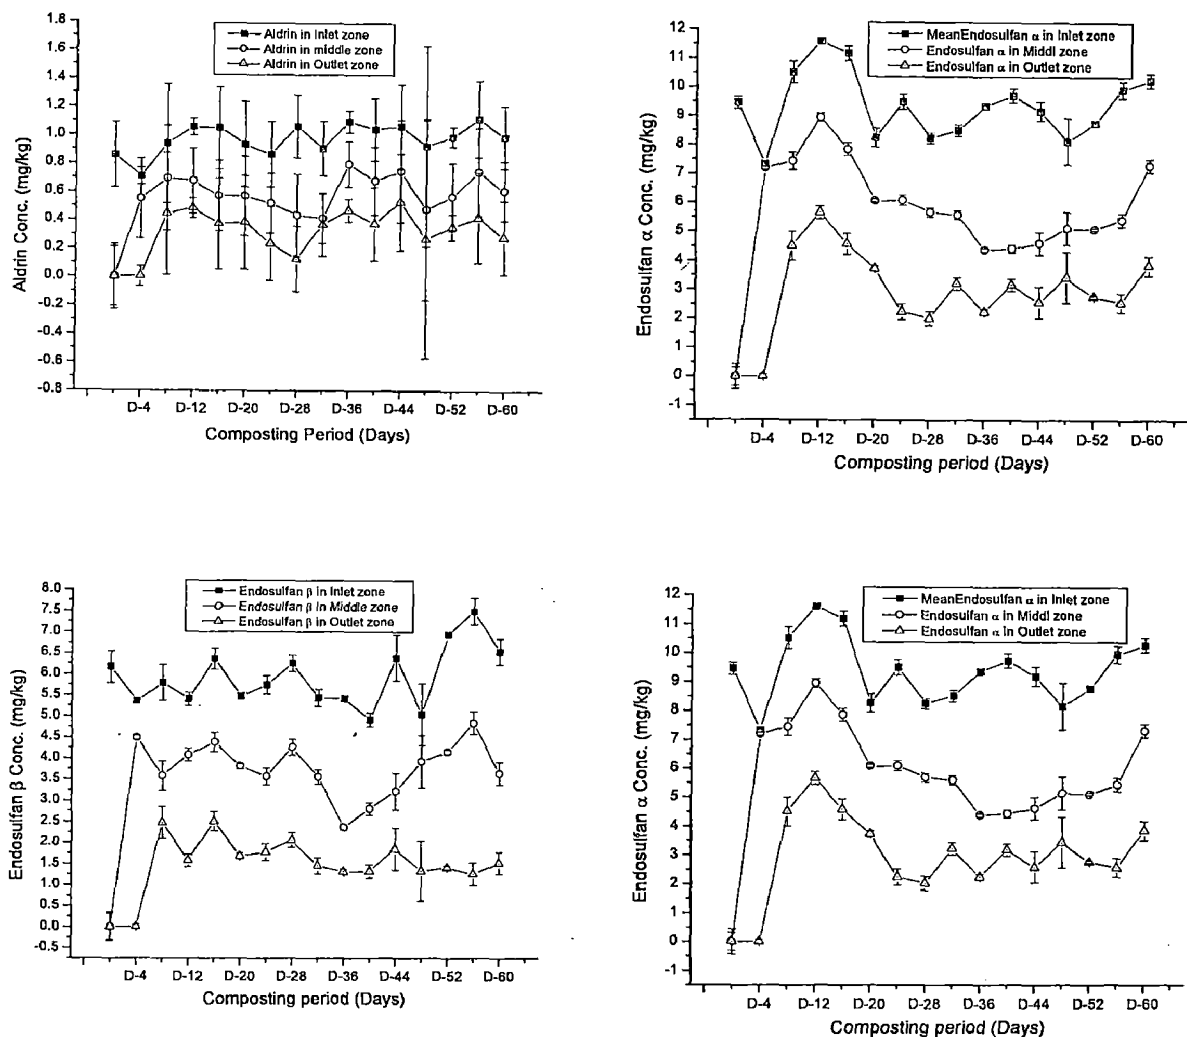 1.8
1.6
1.4
1.2
1.0
0.8
0.6
0.4
0.2
0.0
-0.2
-0.4
-0.6
-0.8
Aldrin Conc. (mg/kg)
Aldrin in Inlet zone
Aldrin in middle zone
Aldrin in Outlet zone
D-4 D-12 D-20 D-28 D-36 D-44 D-52 D-60
Composting Period (Days)
12
11
10
9
8
7
6
5
4
3
2
1
0
-1
Endosulfan α Conc. (mg/kg)
MeanEndosulfan α in Inlet zone
Endosulfan α in Middl zone
Endosulfan α in Outlet zone
D-4 D-12 D-20 D-28 D-36 D-44 D-52 D-60
Composting period (Days)
8.0
7.5
7.0
6.5
6.0
5.5
5.0
4.5
4.0
3.5
3.0
2.5
2.0
1.5
1.0
0.5
0.0
-0.5
Endosulfan β Conc. (mg/kg)
Endosulfan β in Inlet zone
Endosulfan β in Middle zone
Endosulfan β in Outlet zone
D-4 D-12 D-20 D-28 D-36 D-44 D-52 D-60
Composting period (Days)
12
11
10
9
8
7
6
5
4
3
2
1
0
-1
Endosulfan α Conc. (mg/kg)
MeanEndosulfan α in Inlet zone
Endosulfan α in Middl zone
Endosulfan α in Outlet zone
D-4 D-12 D-20 D-28 D-36 D-44 D-52 D-60
Composting period (Days)